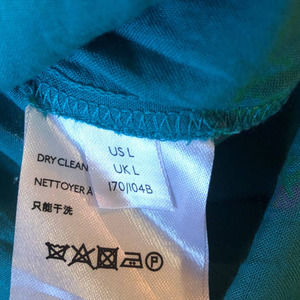 US L
UK L
170/104B
DRY CLEAN
NETTOYER À
只能干洗
P